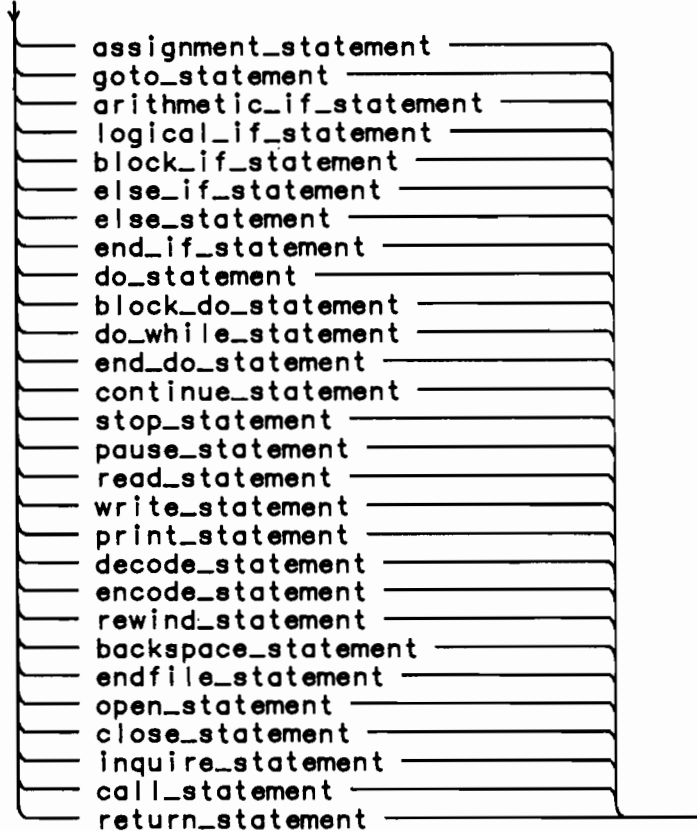 assignment_statement
goto_statement
arithmetic_if_statement
logical_if_statement
block_if_statement
else_if_statement
else_statement
end_if_statement
do_statement
block_do_statement
do_while_statement
end_do_statement
continue_statement
stop_statement
pause_statement
read_statement
write_statement
print_statement
decode_statement
encode_statement
rewind_statement
backspace_statement
endfile_statement
open_statement
close_statement
inquire_statement
call_statement
return_statement